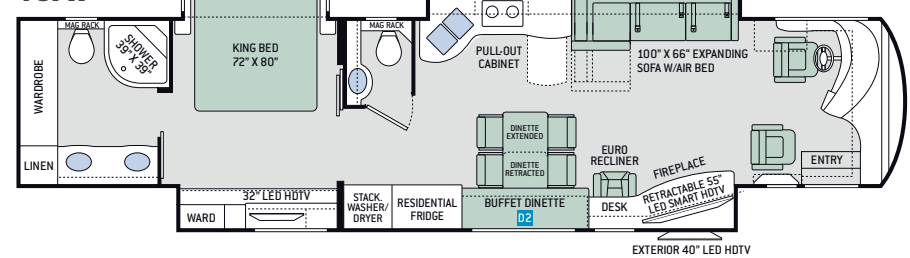 MAG RACK
SHOWER
39" X 39"
WARDROBE
LINEN
KING BED
72" X 80"
MAG RACK
PULL-OUT
CABINET
100" X 66" EXPANDING
SOFA W/AIR BED
DINETTE
EXTENDED
DINETTE
RETRACTED
EURO
RECLINER
FIREPLACE
ENTRY
32" LED HDTV
WARD
STACK.
WASHER/
DRYER
RESIDENTIAL
FRIDGE
BUFFET DINETTE
D2
DESK
RETRACTABLE 55"
LED SMART HDTV
EXTERIOR 40" LED HDTV